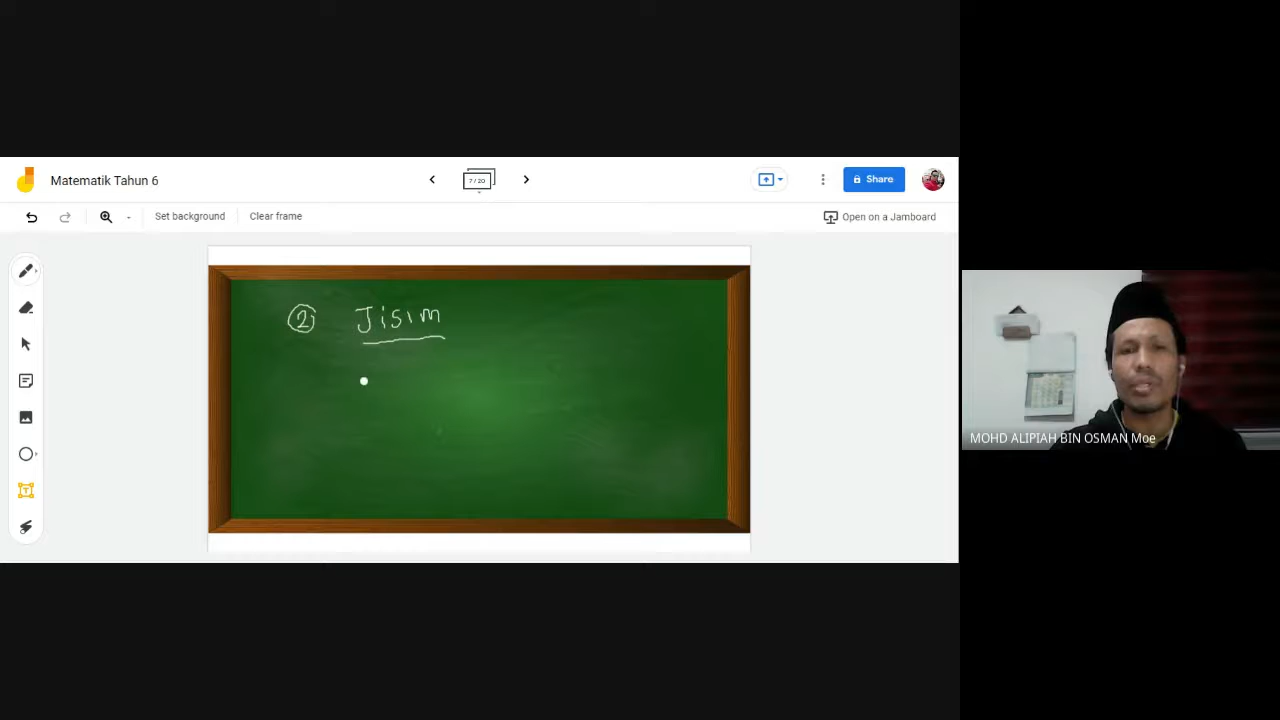 Matematik Tahun 6
7 / 20
Share
Set background
Clear frame
Open on a Jamboard
2 Jisim
MOHD ALIPIAH BIN OSMAN Moe